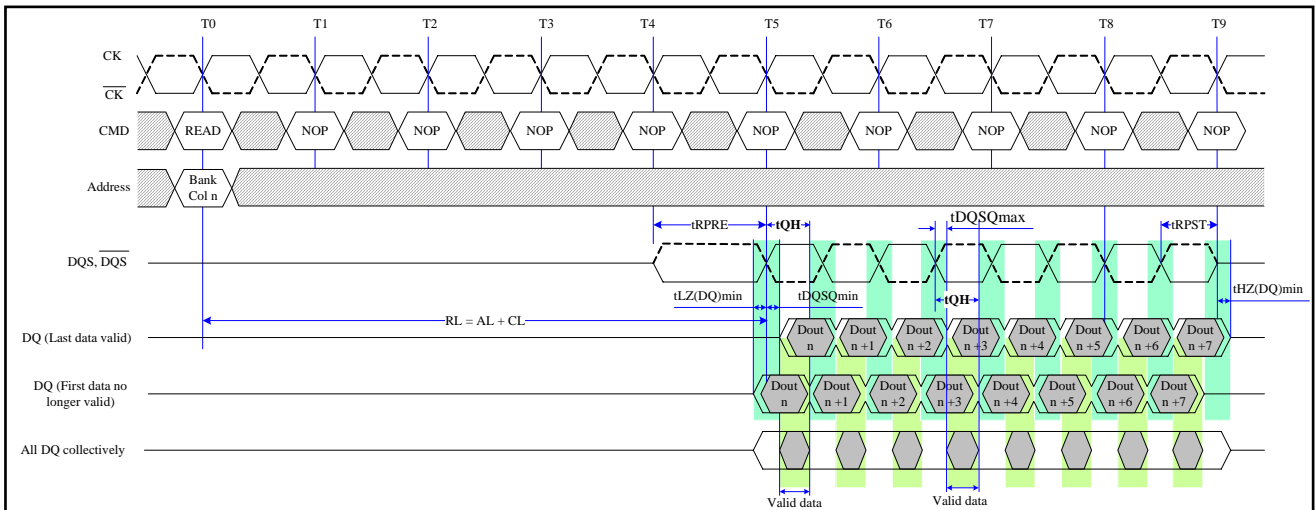 T0 T1 T2 T3 T4 T5 T6 T7 T8 T9
CK
CK
CMD READ NOP NOP NOP NOP NOP NOP NOP NOP NOP
Address Bank
Col n
tRPRE tQH tDQSQmax tRPST
DQS, DQS
tLZ(DQ)min tDQSQmin tQH tHZ(DQ)min
RL = AL + CL
DQ (Last data valid)
Dout Dout Dout Dout Dout Dout Dout Dout
n n +1 n +2 n +3 n +4 n +5 n +6 n +7
DQ (First data no
longer valid)
Dout Dout Dout Dout Dout Dout Dout Dout
n n +1 n +2 n +3 n +4 n +5 n +6 n +7
All DQ collectively
Valid data Valid data